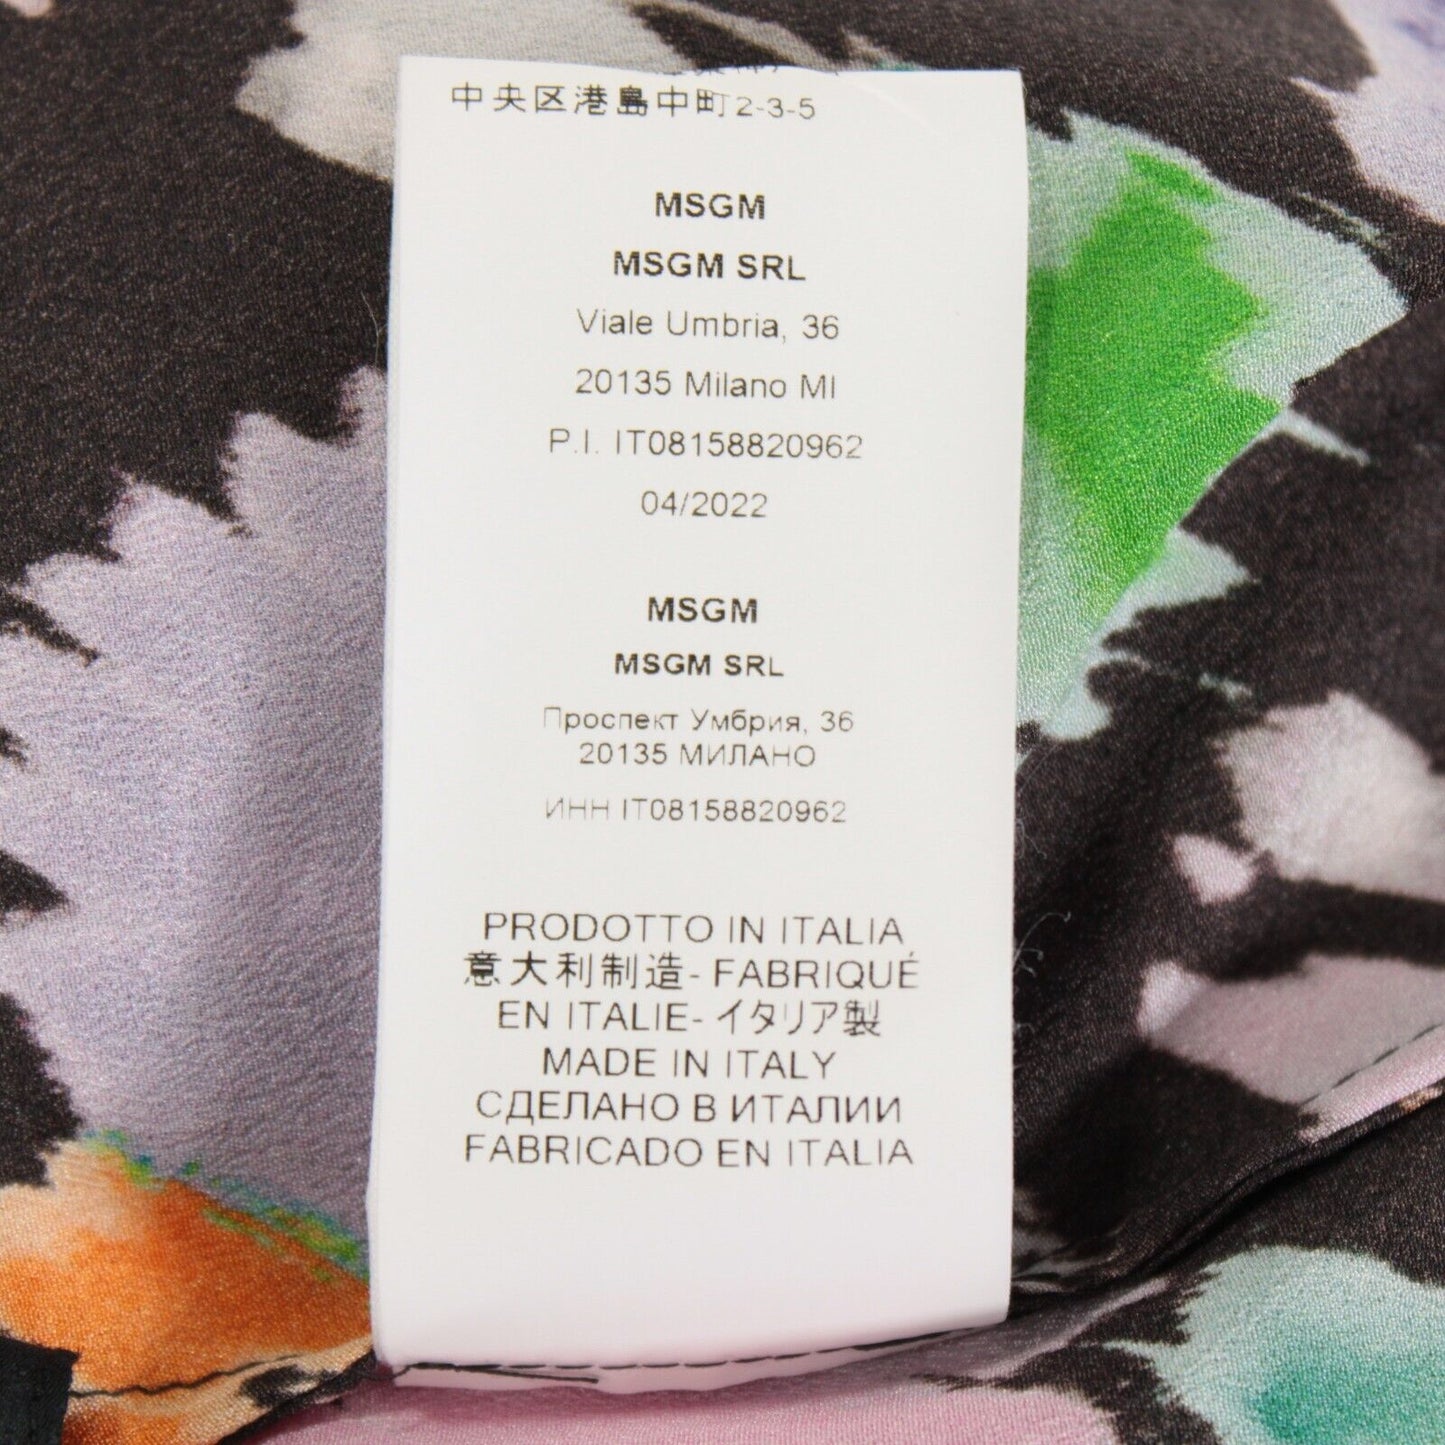 中央区港島中町2-3-5
MSGM
MSGM SRL
Viale Umbria, 36
20135 Milano MI
P.I. IT08158820962
04/2022
MSGM
MSGM SRL
Проспект Умбрия, 36
20135 МИЛАНО
ИНН IT08158820962
PRODOTTO IN ITALIA
意大利制造- FABRIQUÉ
EN ITALIE- イタリア製
MADE IN ITALY
СДЕЛАНО В ИТАЛИИ
FABRICADO EN ITALIA